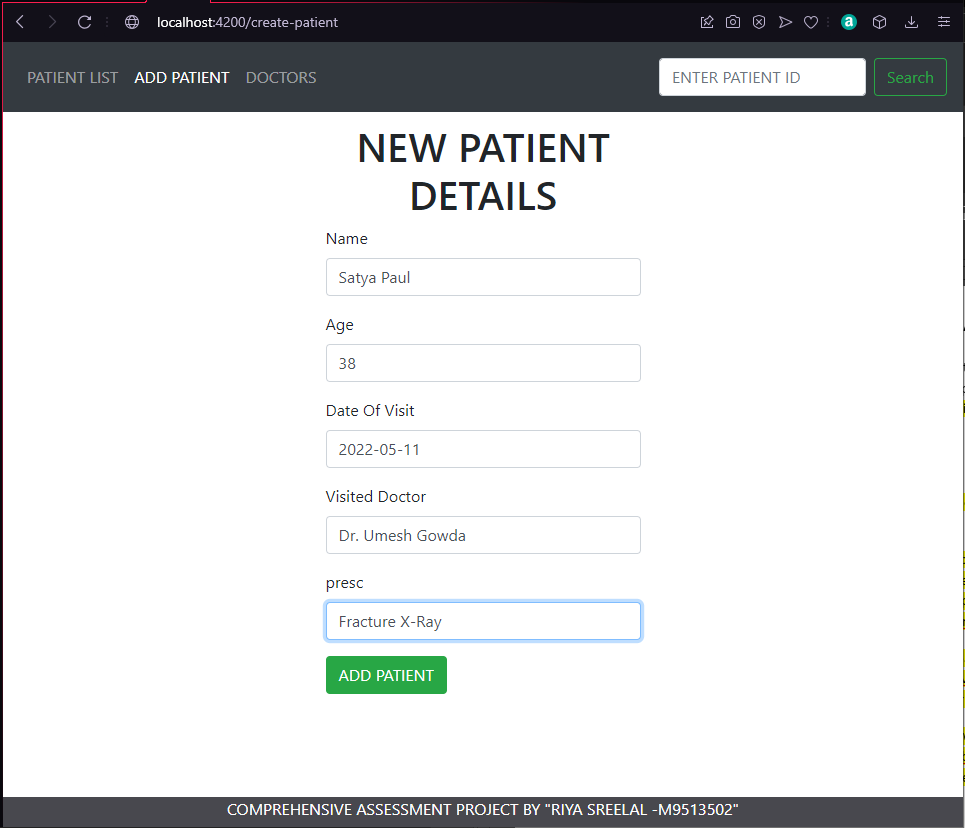 localhost:4200/create-patient
a
PATIENT LIST ADD PATIENT DOCTORS ENTER PATIENT ID Search
NEW PATIENT
DETAILS
Name
Satya Paul
Age
38
Date Of Visit
2022-05-11
Visited Doctor
Dr. Umesh Gowda
presc
Fracture X-Ray
ADD PATIENT
COMPREHENSIVE ASSESSMENT PROJECT BY "RIYA SREELAL -M9513502"